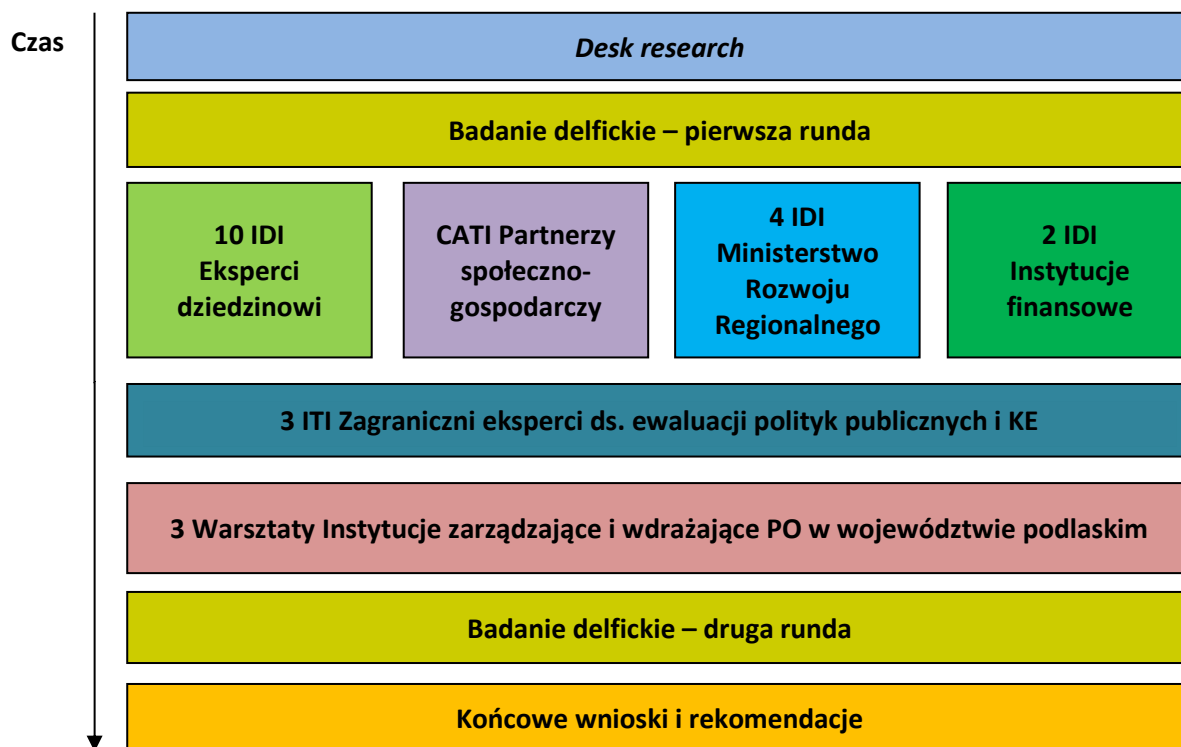 Czas
Desk research
Badanie delfickie – pierwsza runda
10 IDI
Eksperci
dziedzinowi
CATI Partnerzy
społeczno-
gospodarczy
4 IDI
Ministerstwo
Rozwoju
Regionalnego
2 IDI
Instytucje
finansowe
3 ITI Zagraniczni eksperci ds. ewaluacji polityk publicznych i KE
3 Warsztaty Instytucje zarządzające i wdrażające PO w województwie podlaskim
Badanie delfickie – druga runda
Końcowe wnioski i rekomendacje